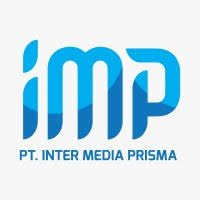 imp
PT. INTER MEDIA PRISMA